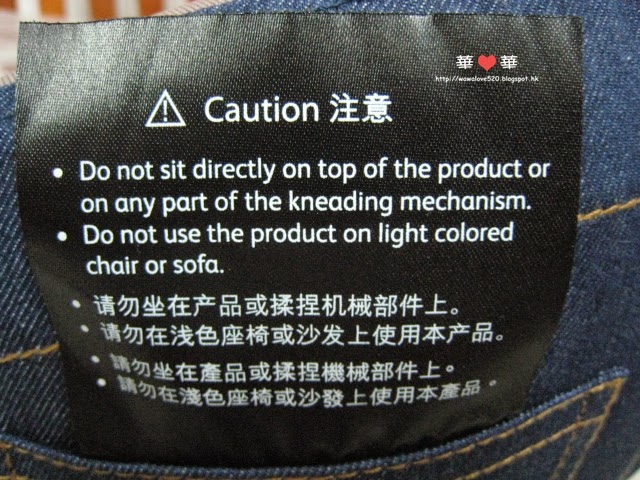 華❤華
http://wawalove520.blogspot.hk
⚠ Caution 注意
• Do not sit directly on top of the product or
on any part of the kneading mechanism.
• Do not use the product on light colored
chair or sofa.
• 请勿坐在产品或揉捏机械部件上。
• 请勿在浅色座椅或沙发上使用本产品。
• 請勿坐在產品或揉捏機械部件上。
• 請勿在淺色座椅或沙發上使用本產品。